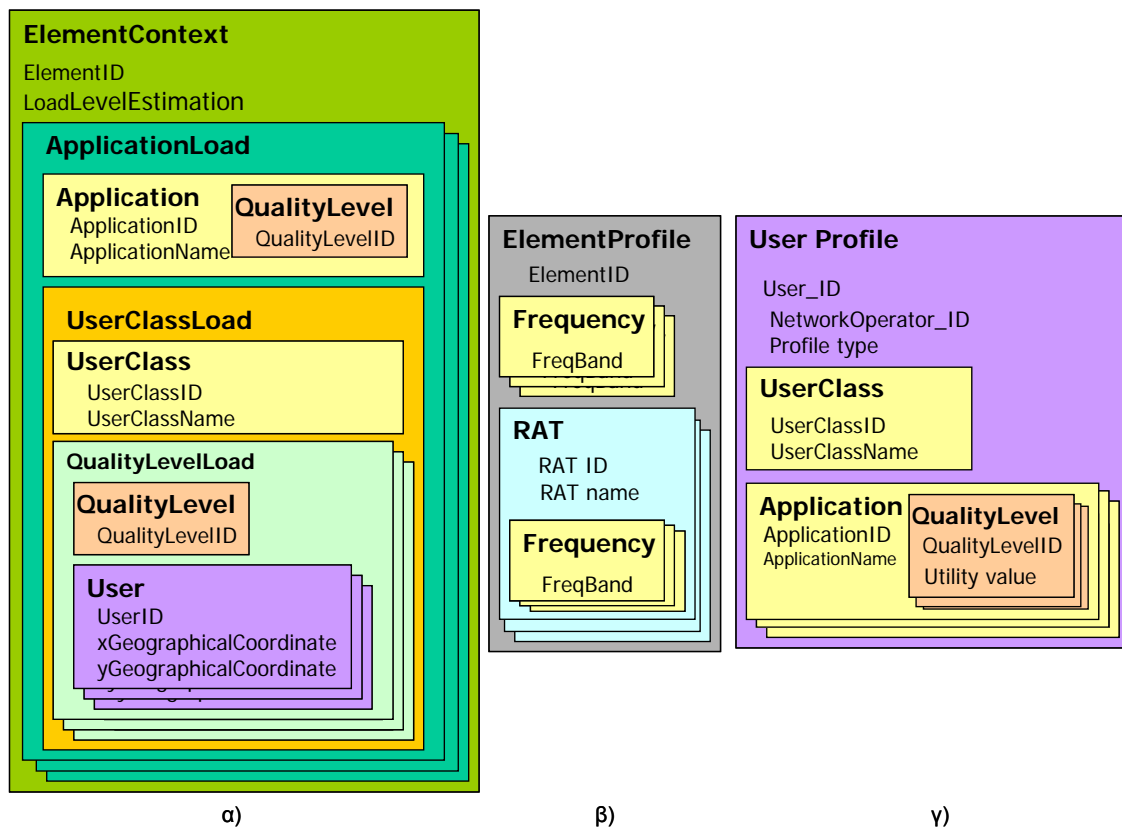 ElementContext
ElementID
LoadLevelEstimation
ApplicationLoad
Application
ApplicationID
ApplicationName
QualityLevel
QualityLevelID
UserClassLoad
UserClass
UserClassID
UserClassName
QualityLevelLoad
QualityLevel
QualityLevelID
User
UserID
xGeographicalCoordinate
yGeographicalCoordinate
α)
ElementProfile
ElementID
Frequency
FreqBand
FreqBand
FreqBand
RAT
RAT ID
RAT name
Frequency
FreqBand
β)
User Profile
User_ID
NetworkOperator_ID
Profile type
UserClass
UserClassID
UserClassName
Application
ApplicationID
ApplicationName
QualityLevel
QualityLevelID
Utility value
γ)